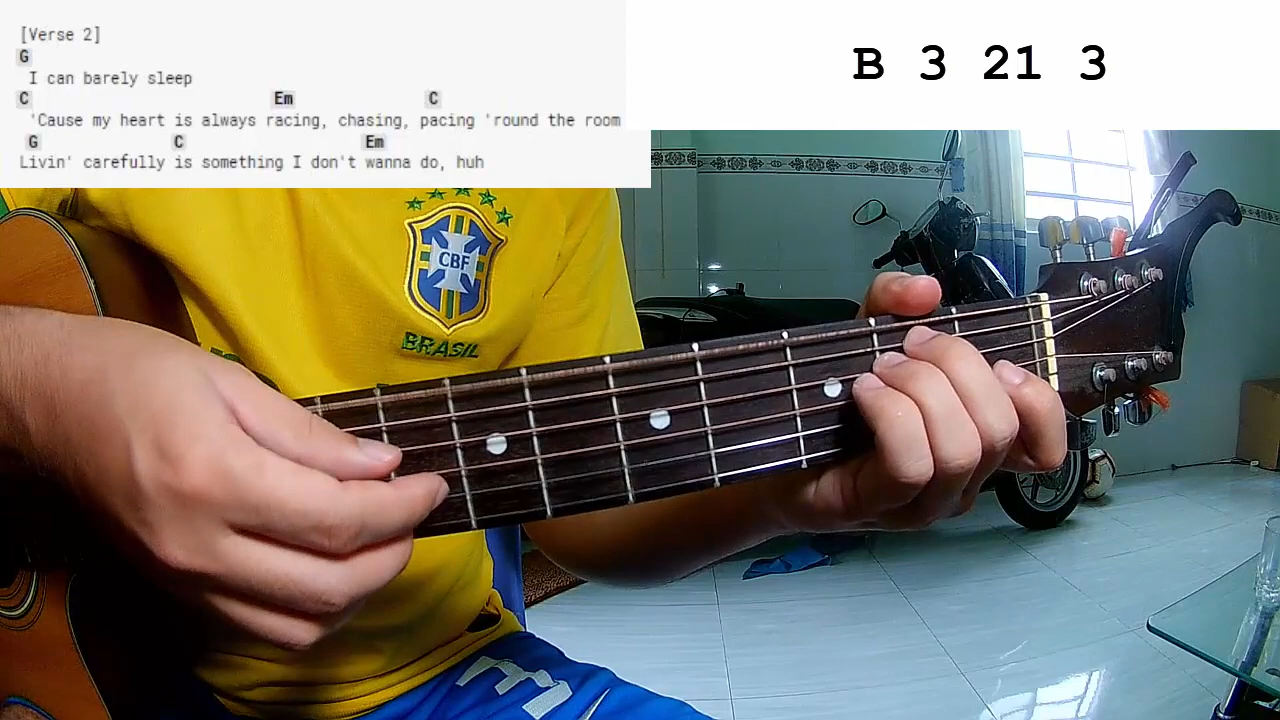 [Verse 2]
G
I can barely sleep
C Em C
'Cause my heart is always racing, chasing, pacing 'round the room
G C Em
Livin' carefully is something I don't wanna do, huh
B 3 21 3
CBF
BRASIL